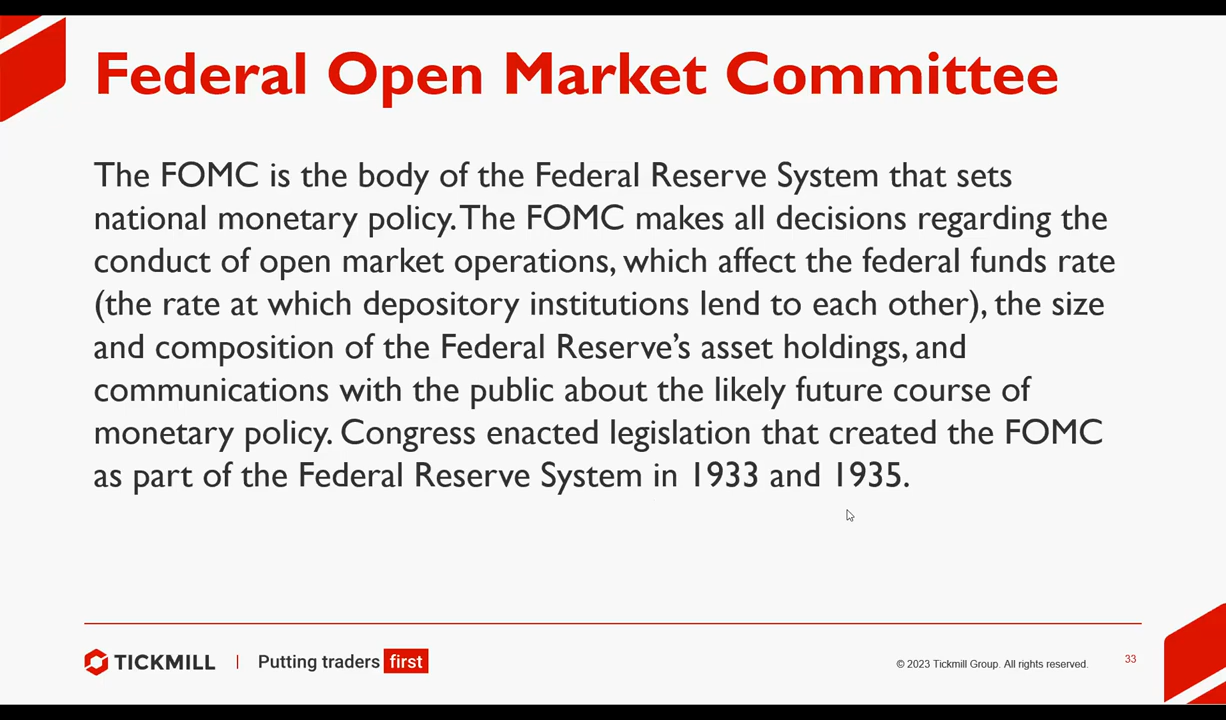 Federal Open Market Committee
The FOMC is the body of the Federal Reserve System that sets
national monetary policy. The FOMC makes all decisions regarding the
conduct of open market operations, which affect the federal funds rate
(the rate at which depository institutions lend to each other), the size
and composition of the Federal Reserve’s asset holdings, and
communications with the public about the likely future course of
monetary policy. Congress enacted legislation that created the FOMC
as part of the Federal Reserve System in 1933 and 1935.
TICKMILL | Putting traders first
© 2023 Tickmill Group. All rights reserved.
33